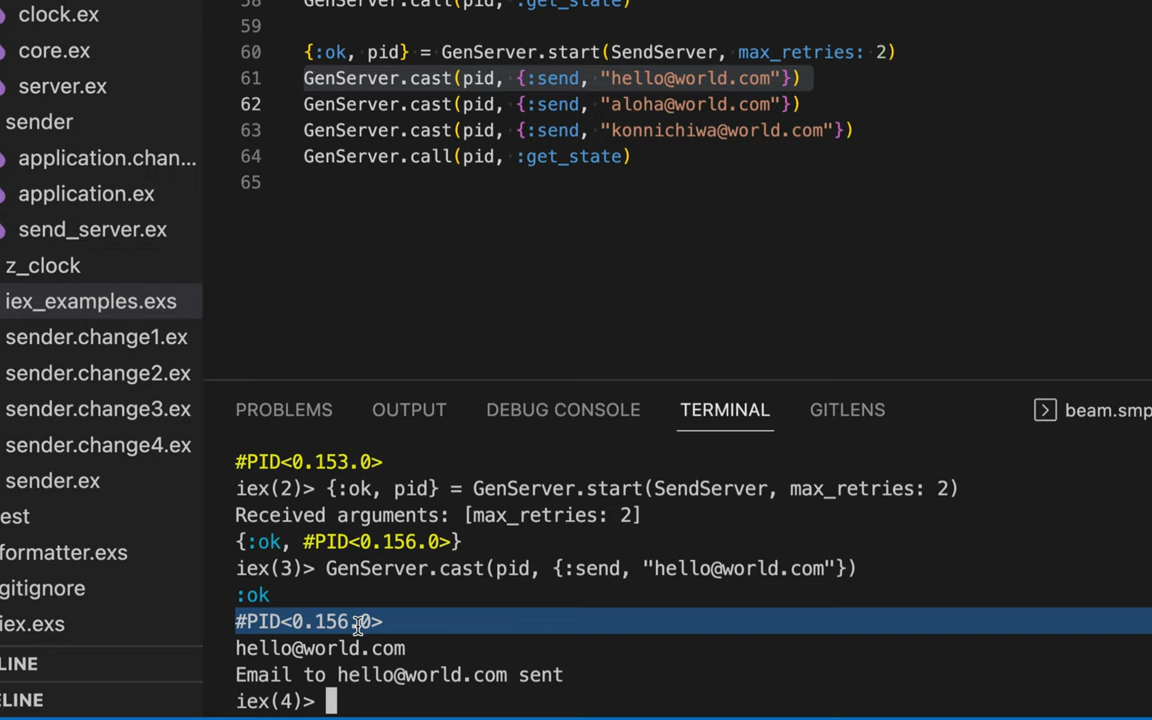 clock.ex
core.ex
server.ex
sender
application.chan...
application.ex
send_server.ex
z_clock
iex_examples.exs
sender.change1.ex
sender.change2.ex
sender.change3.ex
sender.change4.ex
sender.ex
est
formatter.exs
gitignore
iex.exs
LINE
ELINE
58 GenServer.call(pid, :get_state)
59
60 {:ok, pid} = GenServer.start(SendServer, max_retries: 2)
61 GenServer.cast(pid, {:send, "hello@world.com"})
62 GenServer.cast(pid, {:send, "aloha@world.com"})
63 GenServer.cast(pid, {:send, "konnichiwa@world.com"})
64 GenServer.call(pid, :get_state)
65
PROBLEMS OUTPUT DEBUG CONSOLE TERMINAL GITLENS beam.smp
#PID<0.153.0>
iex(2)> {:ok, pid} = GenServer.start(SendServer, max_retries: 2)
Received arguments: [max_retries: 2]
{:ok, #PID<0.156.0>}
iex(3)> GenServer.cast(pid, {:send, "hello@world.com"})
:ok
#PID<0.156.0>
hello@world.com
Email to hello@world.com sent
iex(4)>